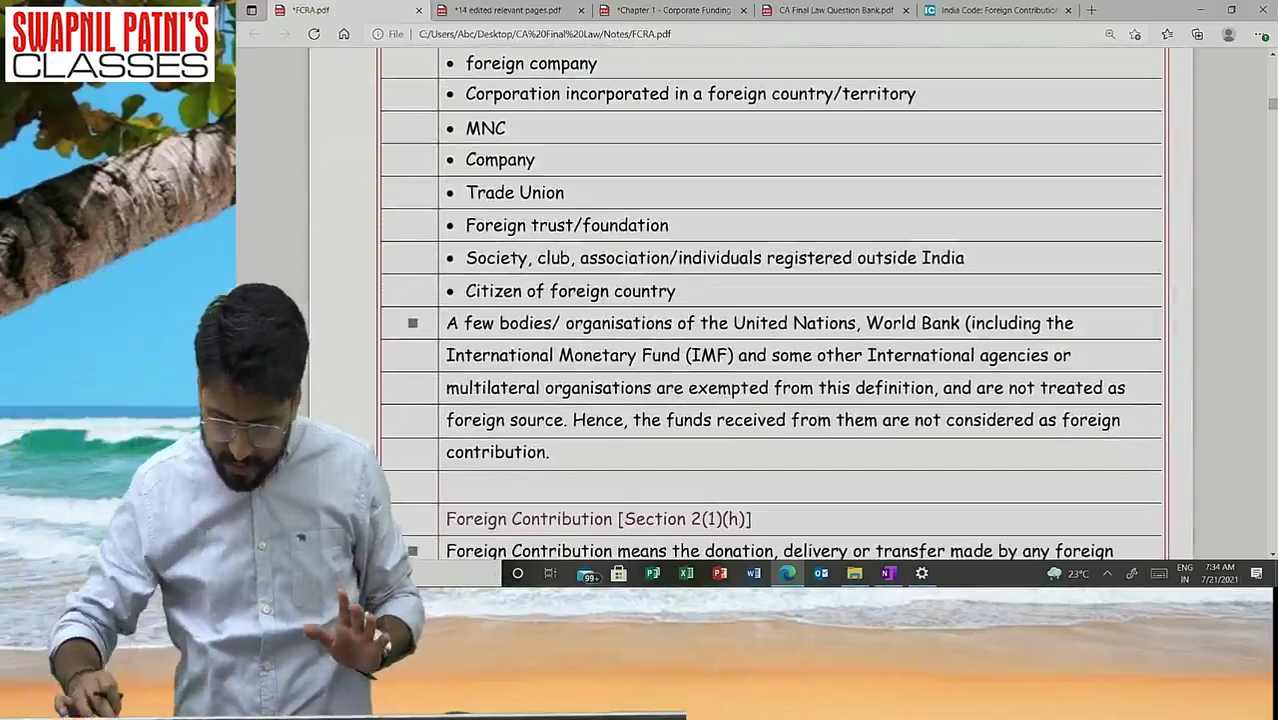 SWAPNIL PATNI'S
CLASSES
*FCRA.pdf
*14 edited relevant pages.pdf
*Chapter 1 - Corporate Funding
CA Final Law Question Bank.pdf
India Code: Foreign Contribution
File
C:/Users/Abc/Desktop/CA%20Final%20Law/Notes/FCRA.pdf
• foreign company
• Corporation incorporated in a foreign country/territory
• MNC
• Company
• Trade Union
• Foreign trust/foundation
• Society, club, association/individuals registered outside India
• Citizen of foreign country
■ A few bodies/ organisations of the United Nations, World Bank (including the
International Monetary Fund (IMF) and some other International agencies or
multilateral organisations are exempted from this definition, and are not treated as
foreign source. Hence, the funds received from them are not considered as foreign
contribution.
Foreign Contribution [Section 2(1)(h)]
■ Foreign Contribution means the donation, delivery or transfer made by any foreign
99+
23°C
ENG
IN
7:34 AM
7/21/2021